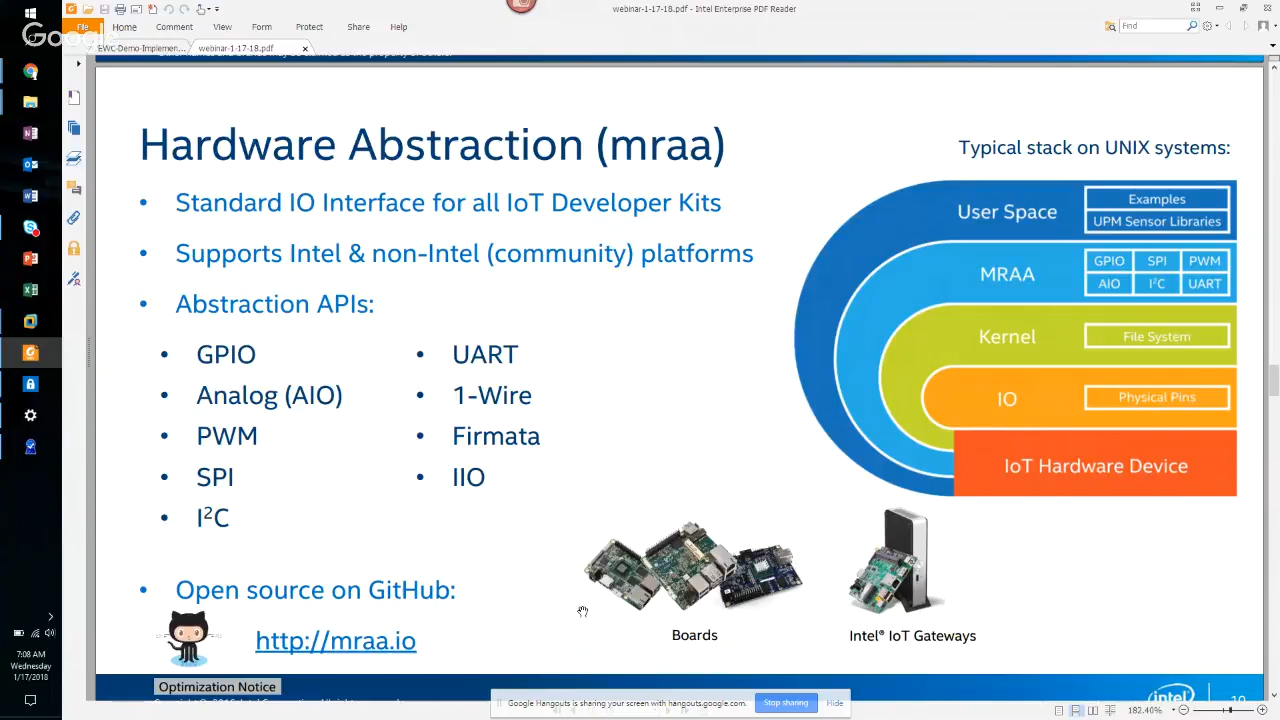 webinar-1-17-18.pdf - Intel Enterprise PDF Reader
File Home Comment View Form Protect Share Help
Find
EWC-Demo-Implemen... webinar-1-17-18.pdf
Hardware Abstraction (mraa)
• Standard IO Interface for all IoT Developer Kits
• Supports Intel & non-Intel (community) platforms
• Abstraction APIs:
• GPIO
• Analog (AIO)
• PWM
• SPI
• I²C
• UART
• 1-Wire
• Firmata
• IIO
• Open source on GitHub:
http://mraa.io
Typical stack on UNIX systems:
User Space
Examples
UPM Sensor Libraries
MRAA
GPIO SPI PWM
AIO I²C UART
Kernel
File System
IO
Physical Pins
IoT Hardware Device
Boards
Intel® IoT Gateways
Optimization Notice
intel
10
Google Hangouts is sharing your screen with hangouts.google.com. Stop sharing Hide
182.40%
7:08 AM
Wednesday
1/17/2018